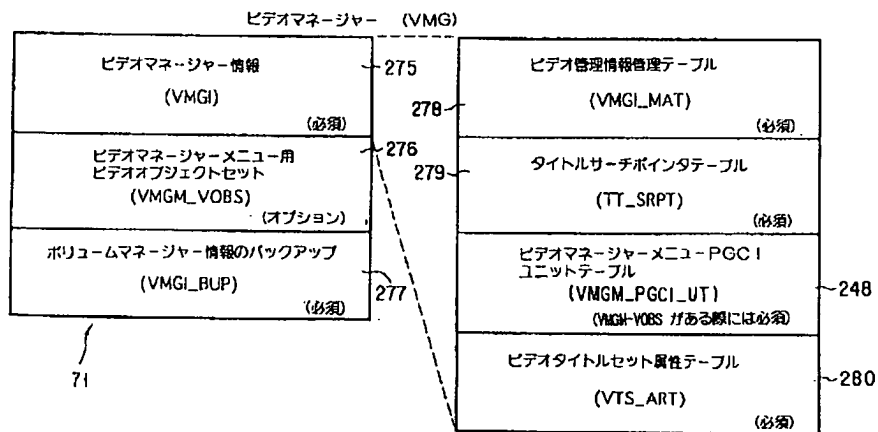 ビデオマネージャー (VMG)
ビデオマネージャー情報
(VMGI)
(必須)
275
ビデオマネージャーメニュー用
ビデオオブジェクトセット
(VMGM_VOBS)
(オプション)
276
ボリュームマネージャー情報のバックアップ
(VMGI_BUP)
(必須)
277
71
ビデオ管理情報管理テーブル
(VMGI_MAT)
(必須)
278
タイトルサーチポインタテーブル
(TT_SRPT)
(必須)
279
ビデオマネージャーメニューPGCI
ユニットテーブル
(VMGM_PGCI_UT)
(VMGM-VOBS がある際には必須)
248
ビデオタイトルセット属性テーブル
(VTS_ART)
(必須)
280